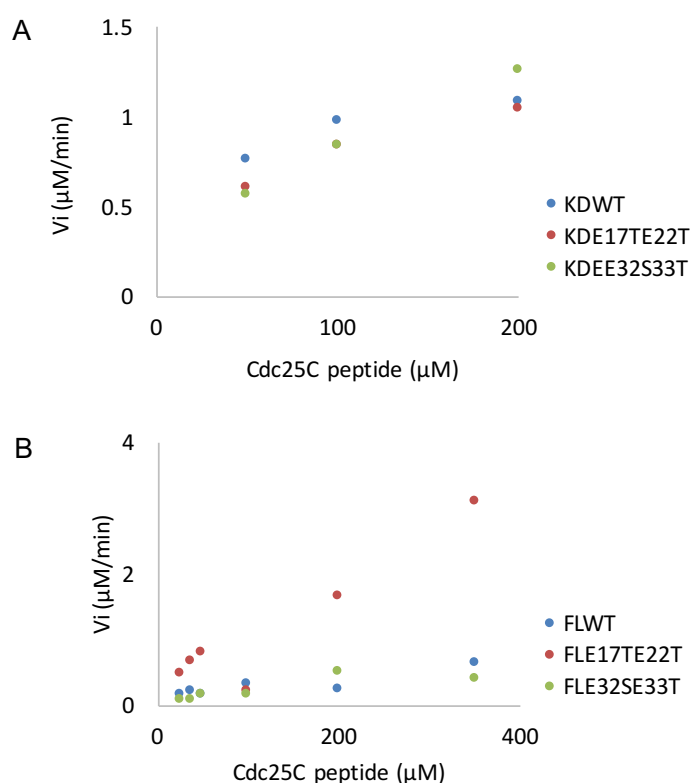 A
1.5
1
0.5
0
Vi (μM/min)
0
100
200
Cdc25C peptide (μM)
KDWT
KDE17TE22T
KDEE32S33T
B
4
2
0
Vi (μM/min)
0
200
400
Cdc25C peptide (μM)
FLWT
FLE17TE22T
FLE32SE33T